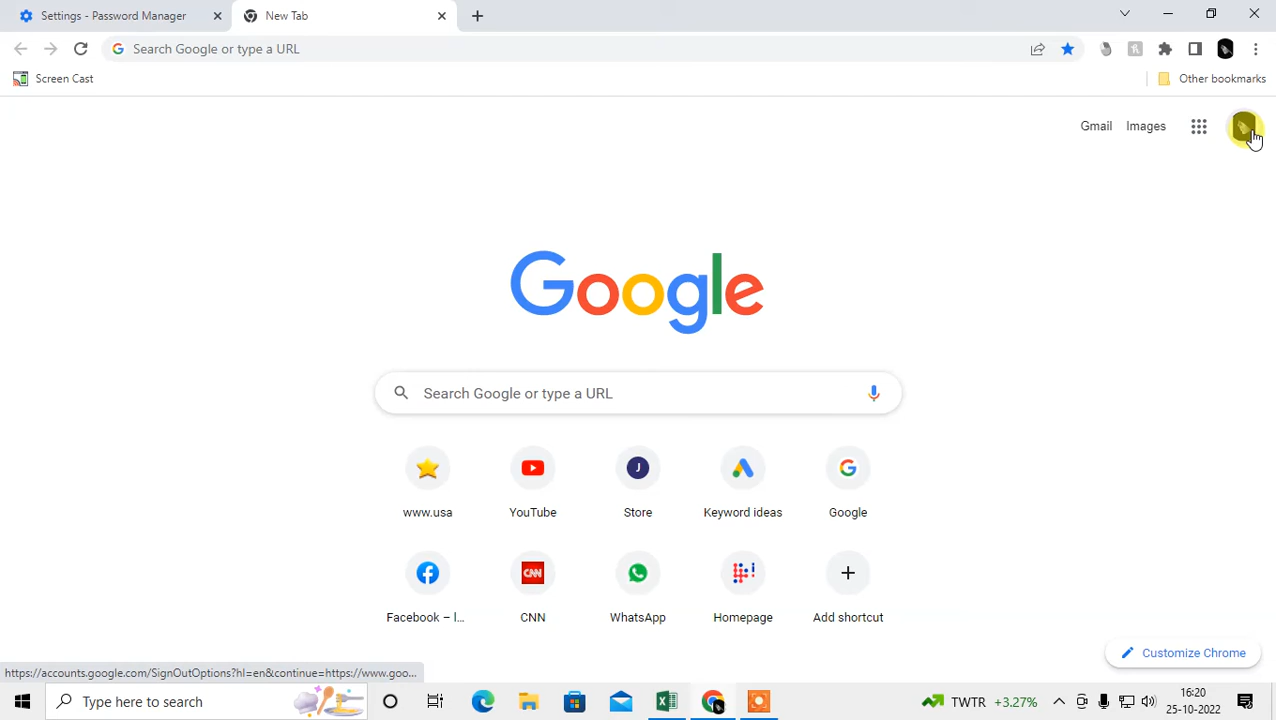 Settings - Password Manager
New Tab
Search Google or type a URL
Screen Cast
Other bookmarks
Gmail Images
Google
Search Google or type a URL
www.usa YouTube Store Keyword ideas Google
Facebook – l... CNN WhatsApp Homepage Add shortcut
Customize Chrome
https://accounts.google.com/SignOutOptions?hl=en&continue=https://www.goo...
Type here to search
TWTR +3.27%
16:20
25-10-2022